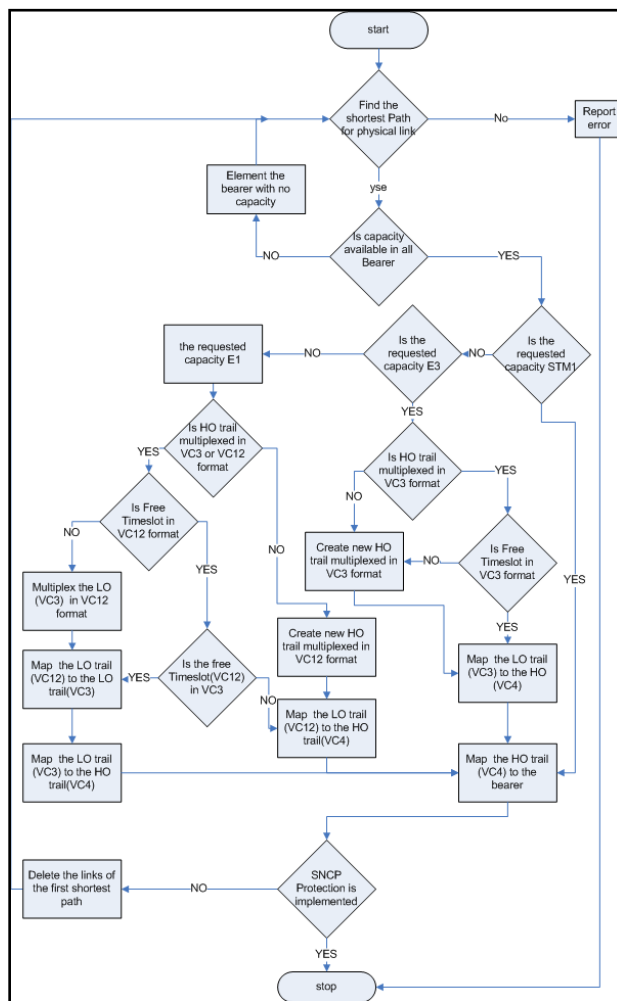 start
Find the
shortest Path
for physical link
No
Report
error
Element the
bearer with no
capacity
yse
Is capacity
available in all
Bearer
NO
YES
the requested
capacity E1
NO
Is the
requested
capacity E3
NO
Is the
requested
capacity STM1
YES
Is HO trail
multiplexed in
VC3 or VC12
format
YES
Is HO trail
multiplexed in
VC3 format
YES
NO
Is Free
Timeslot in
VC12 format
NO
YES
NO
Create new HO
trail multiplexed in
VC3 format
NO
Is Free
Timeslot in
VC3 format
YES
Multiplex the LO
(VC3) in VC12
format
Create new HO
trail multiplexed in
VC12 format
YES
Map the LO trail
(VC12) to the LO
trail(VC3)
YES
Is the free
Timeslot(VC12)
in VC3
NO
Map the LO trail
(VC3) to the HO
(VC4)
Map the LO trail
(VC12) to the HO
trail(VC4)
Map the LO trail
(VC3) to the HO
trail(VC4)
Map the HO trail
(VC4) to the
bearer
Delete the links
of the first shortest
path
NO
SNCP
Protection is
implemented
YES
stop